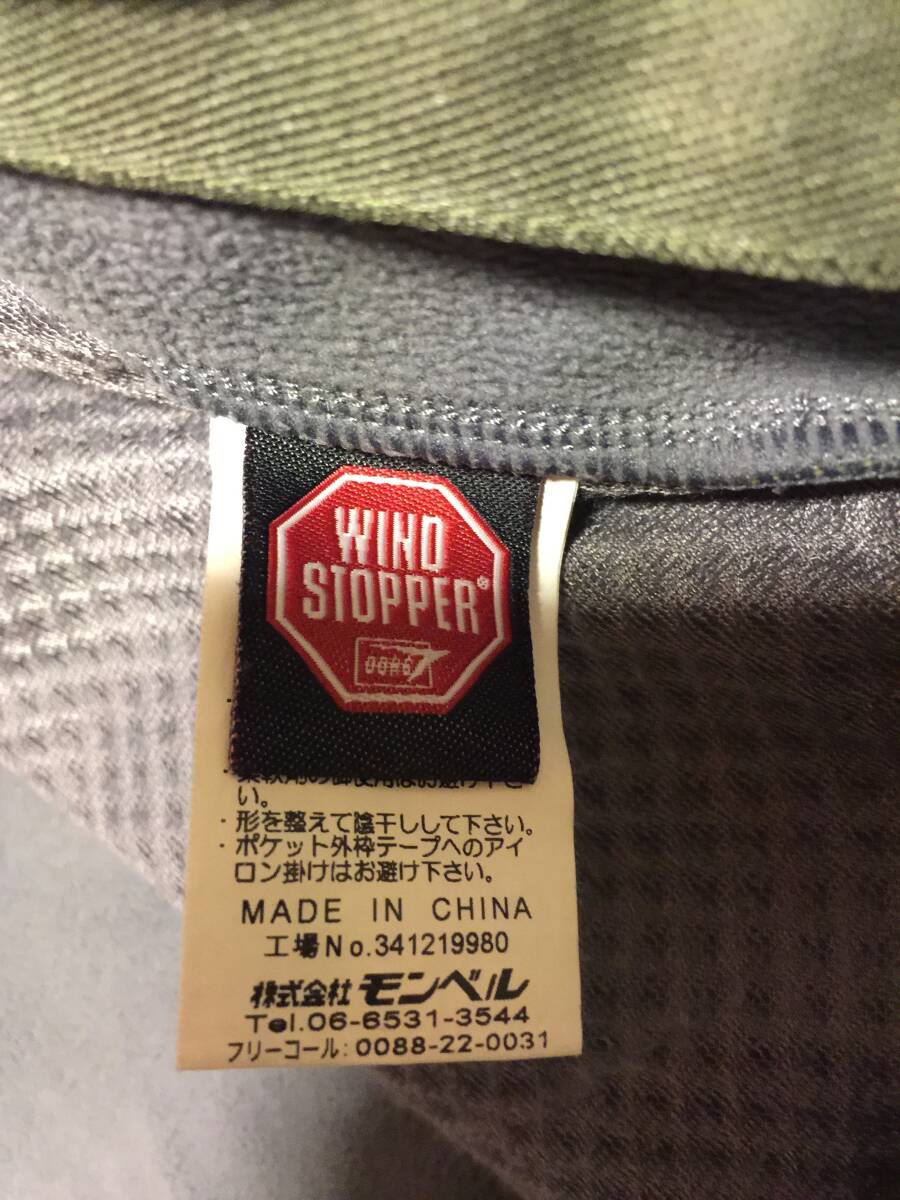 WIND
STOPPER®
GORE
い。
・形を整えて陰干しして下さい。
・ポケット外枠テープへのアイ
ロン掛けはお避け下さい。
MADE IN CHINA
工場No.341219980
株式会社 モンベル
Tel.06-6531-3544
フリーコール:0088-22-0031